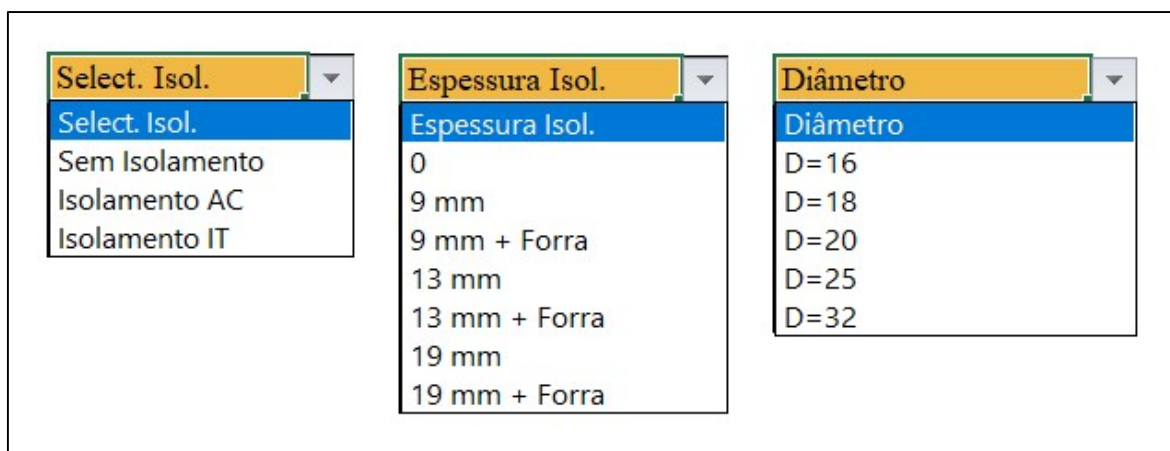 Select. Isol.
Select. Isol.
Sem Isolamento
Isolamento AC
Isolamento IT
Espessura Isol.
Espessura Isol.
0
9 mm
9 mm + Forra
13 mm
13 mm + Forra
19 mm
19 mm + Forra
Diâmetro
Diâmetro
D=16
D=18
D=20
D=25
D=32